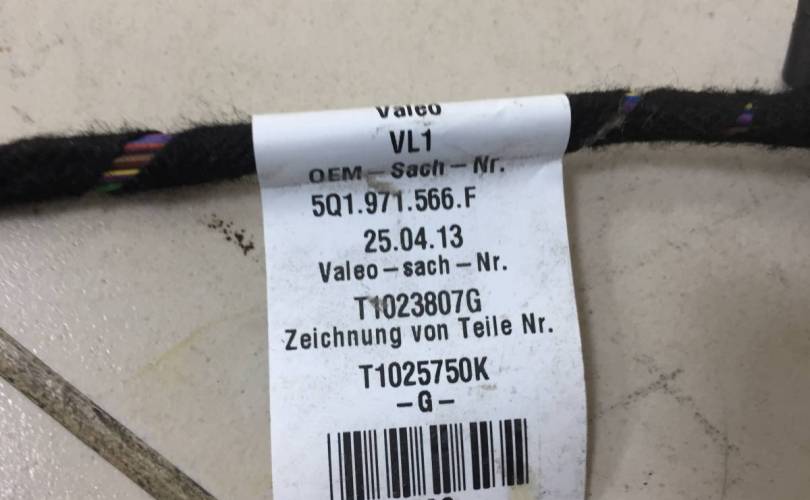 Valeo
VL1
OEM-Sach-Nr.
5Q1.971.566.F
25.04.13
Valeo-sach-Nr.
T1023807G
Zeichnung von Teile Nr.
T1025750K
-G-